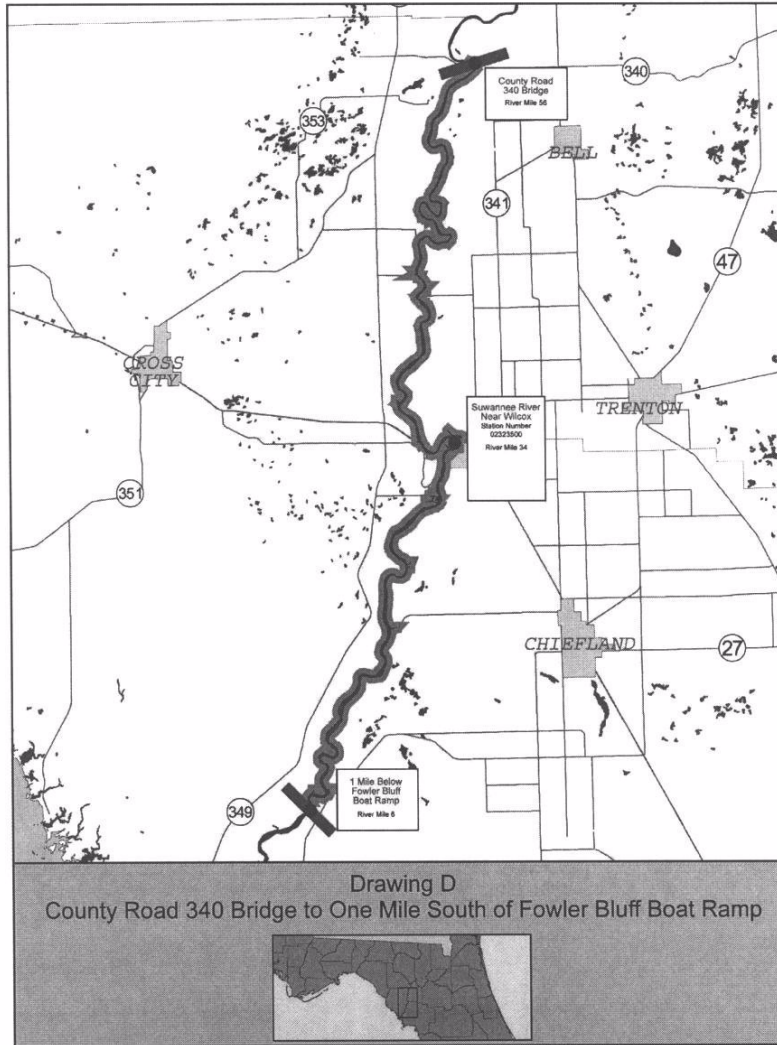 County Road
340 Bridge
River Mile 56
340
353
BELL
341
47
CROSS
CITY
TRENTON
Suwannee River
Near Wilcox
Station Number
02323500
River Mile 34
351
CHIEFLAND
27
1 Mile Below
Fowler Bluff
Boat Ramp
River Mile 6
349
Drawing D
County Road 340 Bridge to One Mile South of Fowler Bluff Boat Ramp